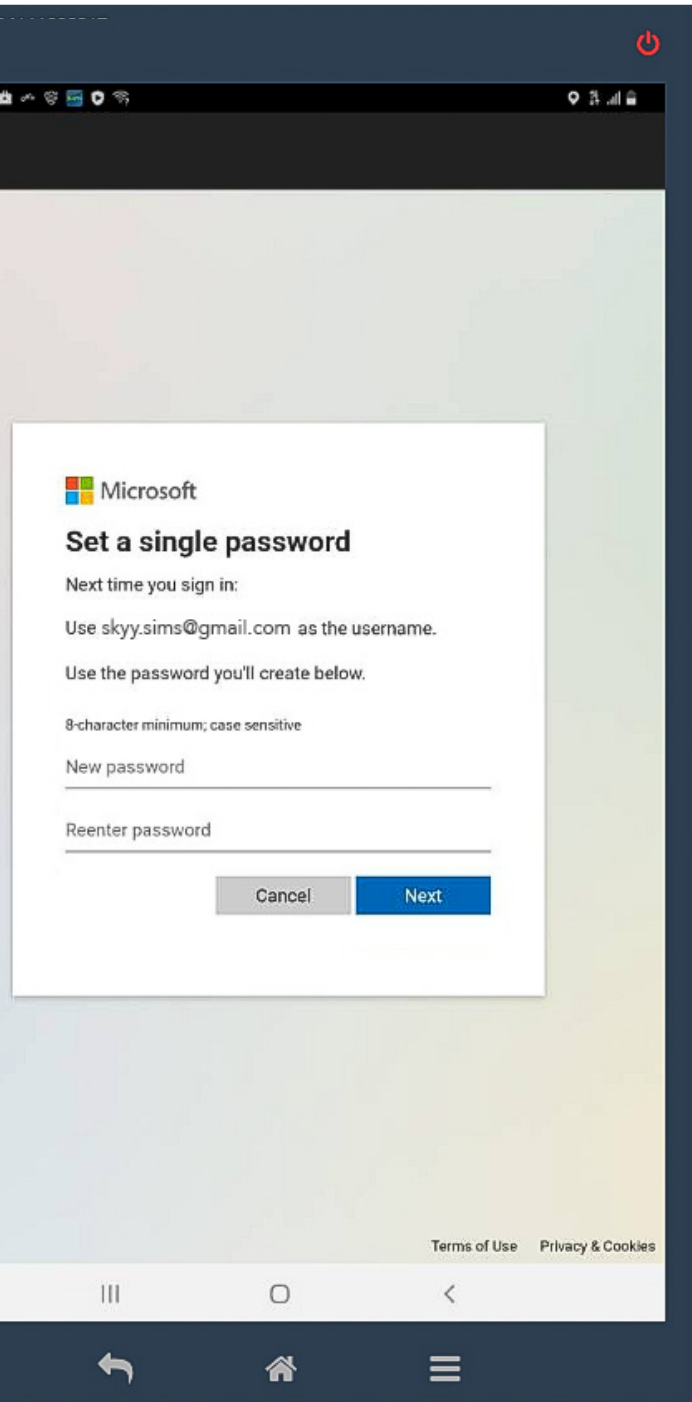 Microsoft
Set a single password
Next time you sign in:
Use skyy.sims@gmail.com as the username.
Use the password you'll create below.
8-character minimum; case sensitive
New password
Reenter password
Cancel Next
Terms of Use Privacy & Cookies